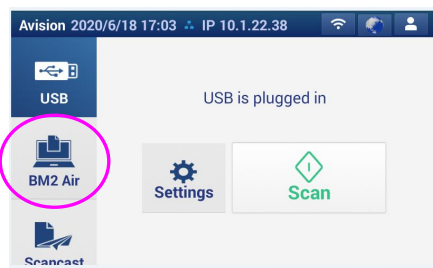 Avision 2020/6/18 17:03 IP 10.1.22.38
USB
USB is plugged in
BM2 Air
Settings
Scan
Scancast